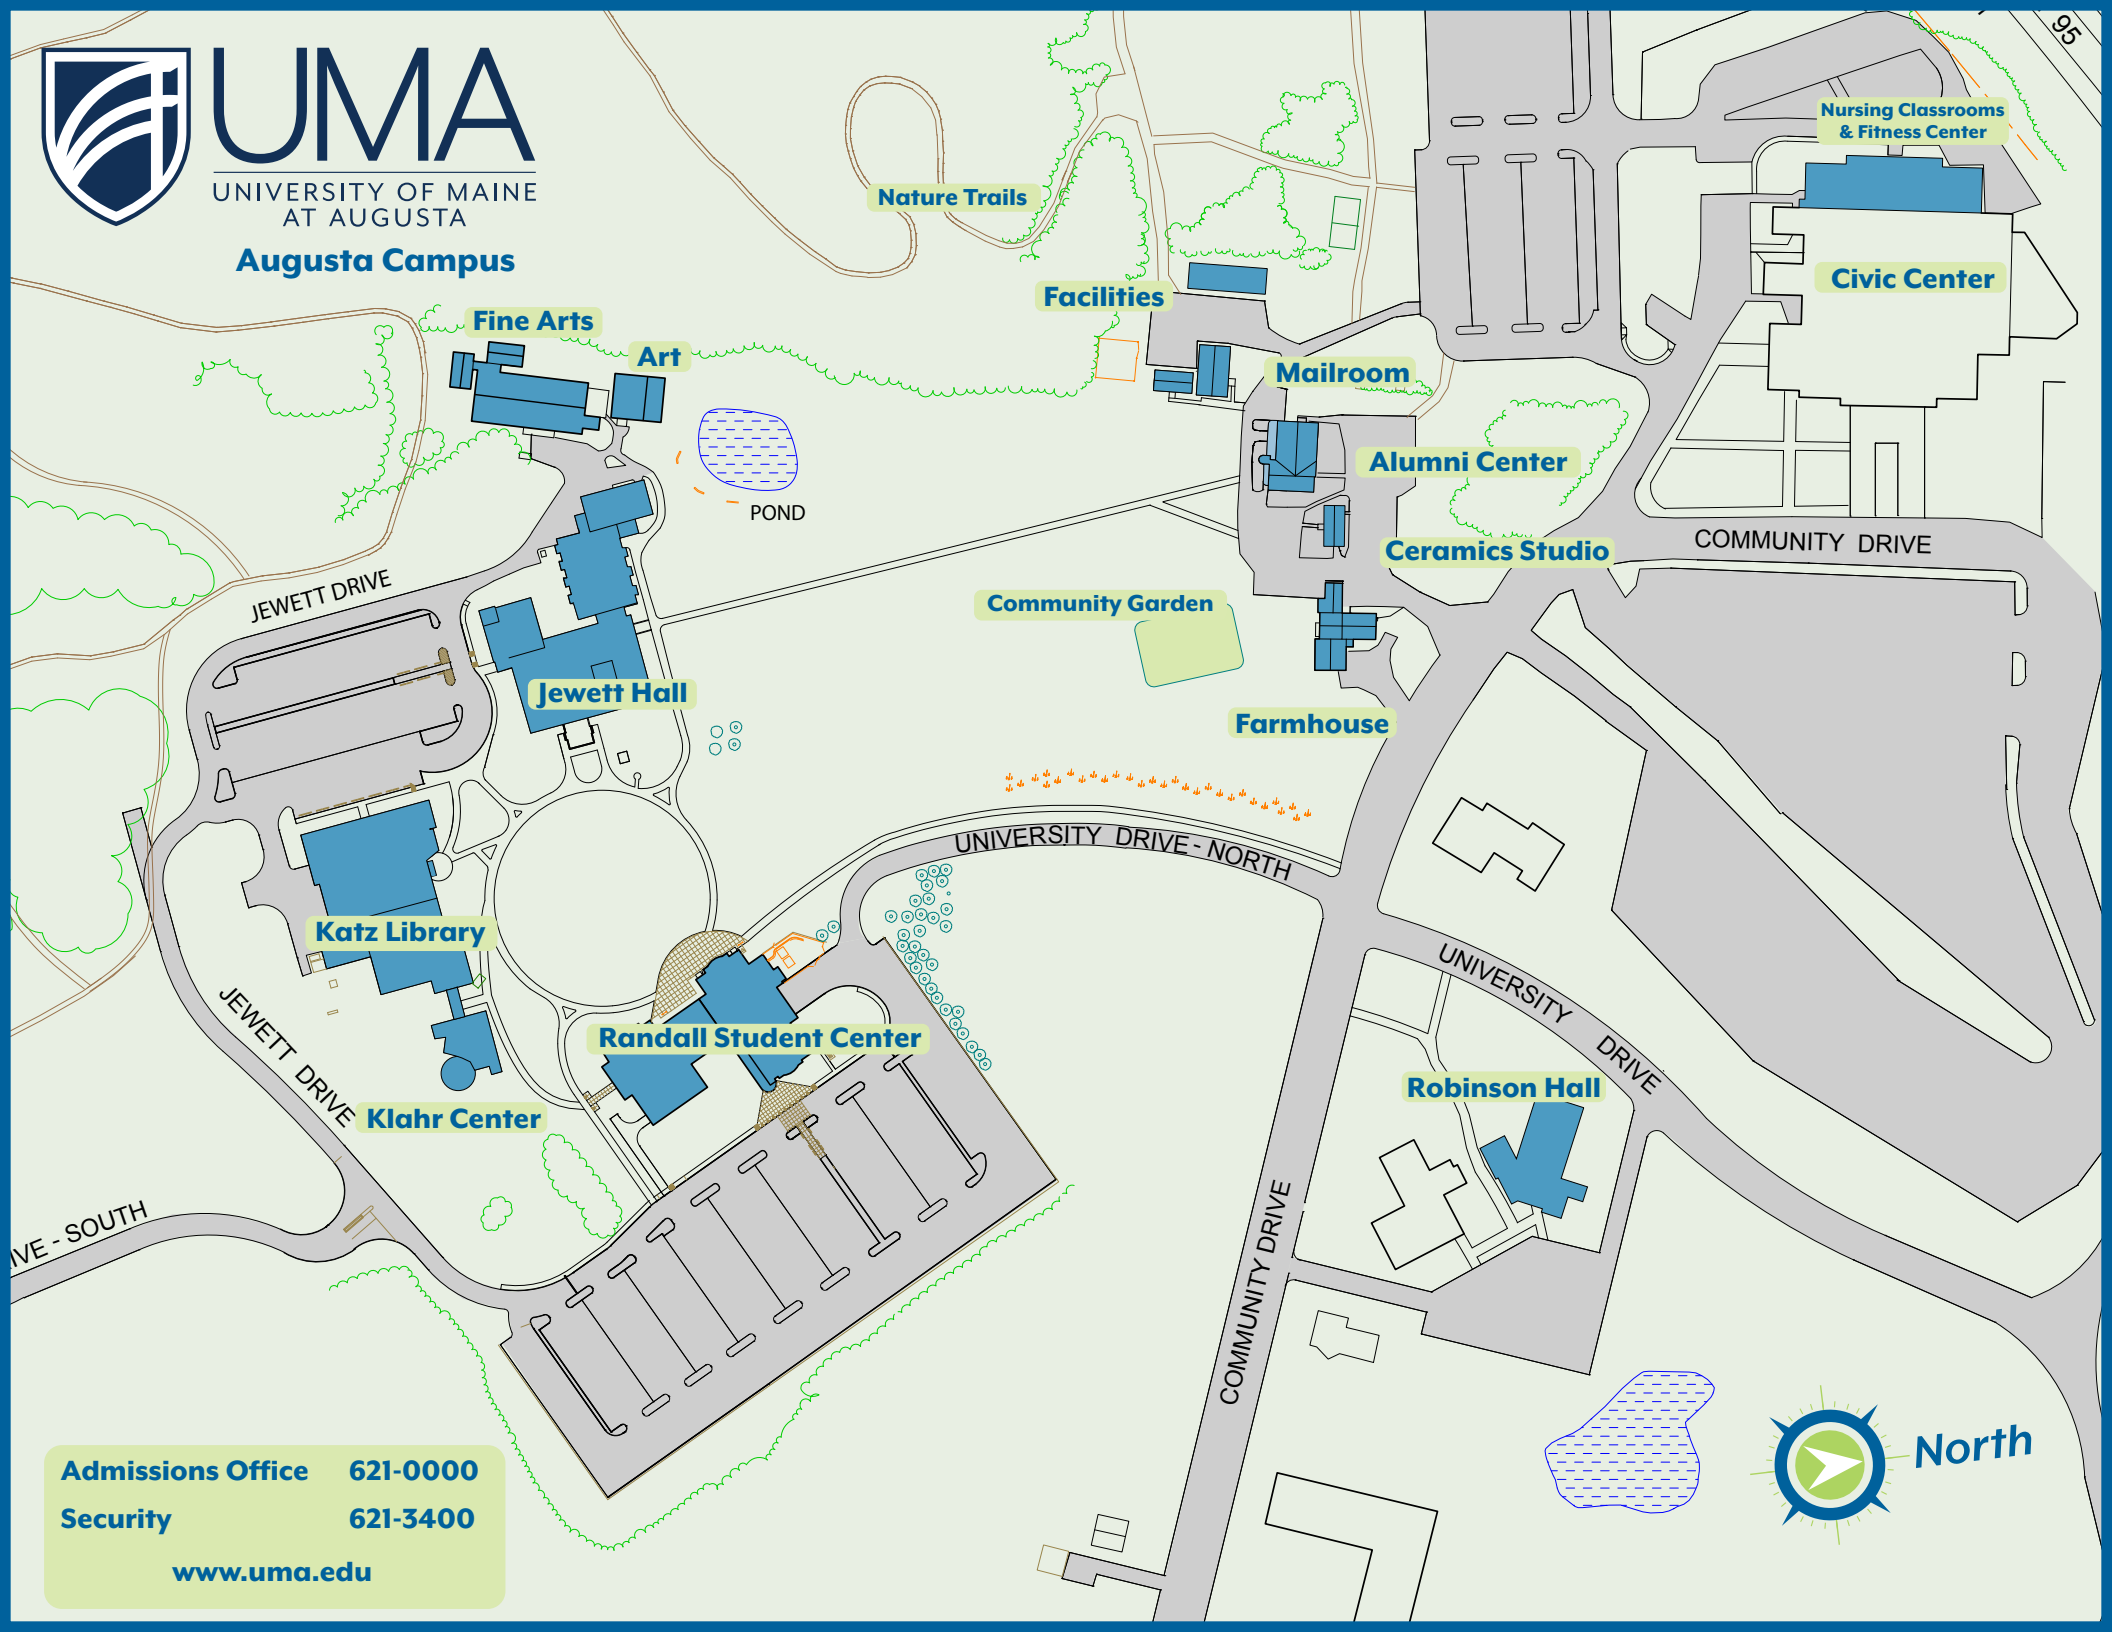 UMA
UNIVERSITY OF MAINE
AT AUGUSTA
Augusta Campus
95
Nursing Classrooms
& Fitness Center
Nature Trails
Civic Center
Facilities
Fine Arts
Art
Mailroom
Alumni Center
POND
COMMUNITY DRIVE
Ceramics Studio
JEWETT DRIVE
Community Garden
Jewett Hall
Farmhouse
UNIVERSITY DRIVE - NORTH
Katz Library
UNIVERSITY DRIVE
JEWETT DRIVE
Randall Student Center
Robinson Hall
Klahr Center
IVE - SOUTH
COMMUNITY DRIVE
North
Admissions Office 621-0000
Security 621-3400
www.uma.edu